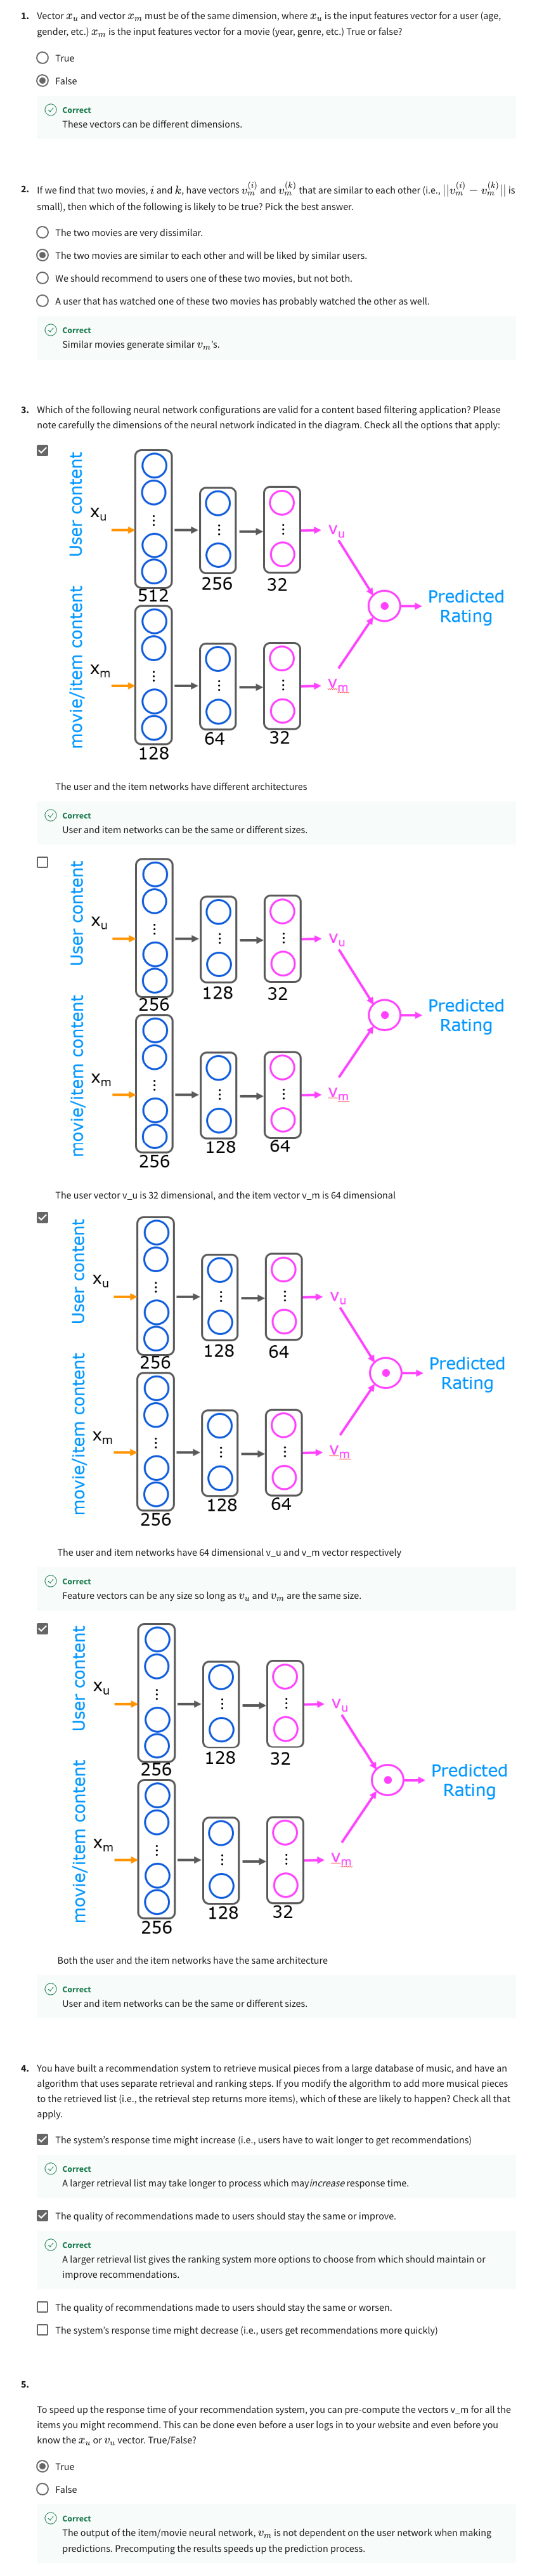 1. Vector x_u and vector x_m must be of the same dimension, where x_u is the input features vector for a user (age,
gender, etc.) x_m is the input features vector for a movie (year, genre, etc.) True or false?
True
False
Correct
These vectors can be different dimensions.
2. If we find that two movies, i and k, have vectors v_m^(i) and v_m^(k) that are similar to each other (i.e., ||v_m^(i) − v_m^(k)|| is
small), then which of the following is likely to be true? Pick the best answer.
The two movies are very dissimilar.
The two movies are similar to each other and will be liked by similar users.
We should recommend to users one of these two movies, but not both.
A user that has watched one of these two movies has probably watched the other as well.
Correct
Similar movies generate similar v_m's.
3. Which of the following neural network configurations are valid for a content based filtering application? Please
note carefully the dimensions of the neural network indicated in the diagram. Check all the options that apply:
User content
X_u
512
256
32
V_u
movie/item content
X_m
128
64
32
V_m
Predicted
Rating
The user and the item networks have different architectures
Correct
User and item networks can be the same or different sizes.
User content
X_u
256
128
32
V_u
movie/item content
X_m
256
128
64
V_m
Predicted
Rating
The user vector v_u is 32 dimensional, and the item vector v_m is 64 dimensional
User content
X_u
256
128
64
V_u
movie/item content
X_m
256
128
64
V_m
Predicted
Rating
The user and item networks have 64 dimensional v_u and v_m vector respectively
Correct
Feature vectors can be any size so long as v_u and v_m are the same size.
User content
X_u
256
128
32
V_u
movie/item content
X_m
256
128
32
V_m
Predicted
Rating
Both the user and the item networks have the same architecture
Correct
User and item networks can be the same or different sizes.
4. You have built a recommendation system to retrieve musical pieces from a large database of music, and have an
algorithm that uses separate retrieval and ranking steps. If you modify the algorithm to add more musical pieces
to the retrieved list (i.e., the retrieval step returns more items), which of these are likely to happen? Check all that
apply.
The system's response time might increase (i.e., users have to wait longer to get recommendations)
Correct
A larger retrieval list may take longer to process which may increase response time.
The quality of recommendations made to users should stay the same or improve.
Correct
A larger retrieval list gives the ranking system more options to choose from which should maintain or
improve recommendations.
The quality of recommendations made to users should stay the same or worsen.
The system's response time might decrease (i.e., users get recommendations more quickly)
5.
To speed up the response time of your recommendation system, you can pre-compute the vectors v_m for all the
items you might recommend. This can be done even before a user logs in to your website and even before you
know the x_u or v_u vector. True/False?
True
False
Correct
The output of the item/movie neural network, v_m is not dependent on the user network when making
predictions. Precomputing the results speeds up the prediction process.